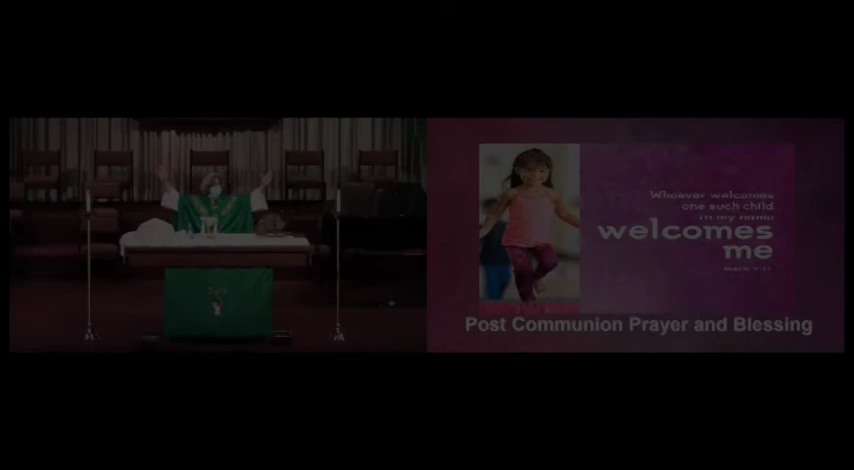 Whoever welcomes
one such child
in my name
welcomes
me
Post Communion Prayer and Blessing